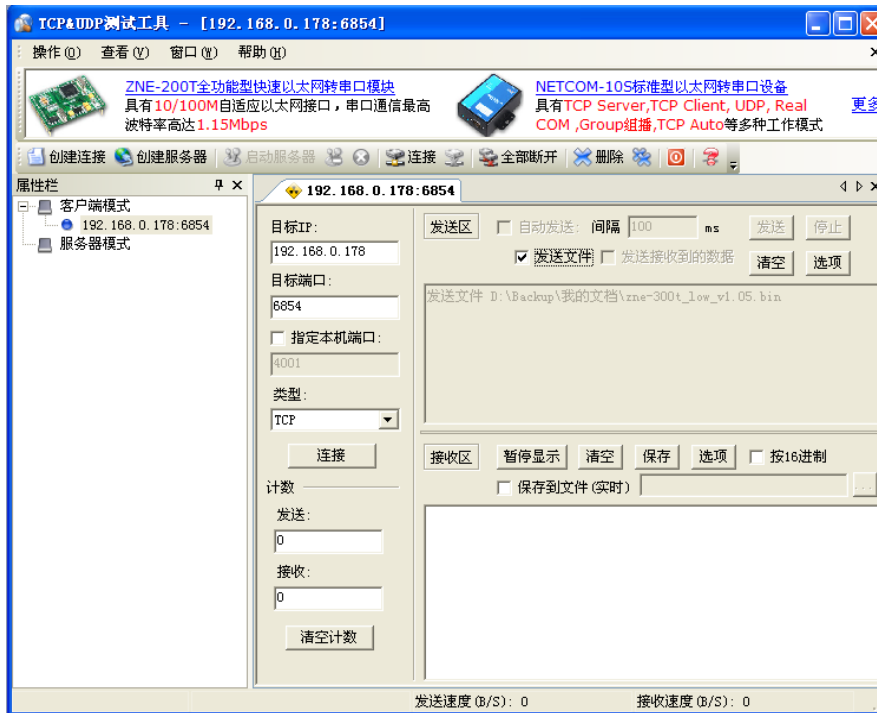 TCP&UDP测试工具 - [192.168.0.178:6854]
操作(O) 查看(V) 窗口(W) 帮助(H)
ZNE-200T全功能型快速以太网转串口模块
具有10/100M自适应以太网接口，串口通信最高
波特率高达1.15Mbps
NETCOM-10S标准型以太网转串口设备
具有TCP Server,TCP Client, UDP, Real
COM ,Group组播,TCP Auto等多种工作模式
更多
创建连接 创建服务器 启动服务器 连接 全部断开 删除
属性栏
客户端模式
192.168.0.178:6854
服务器模式
192.168.0.178:6854
目标IP:
192.168.0.178
目标端口:
6854
指定本机端口:
4001
类型:
TCP
连接
计数
发送:
0
接收:
0
清空计数
发送区 自动发送: 间隔 100 ms 发送 停止
发送文件 发送接收到的数据 清空 选项
发送文件 D:\Backup\我的文档\zne-300t_low_v1.05.bin
接收区 暂停显示 清空 保存 选项 按16进制
保存到文件(实时) ...
发送速度(B/S): 0 接收速度(B/S): 0